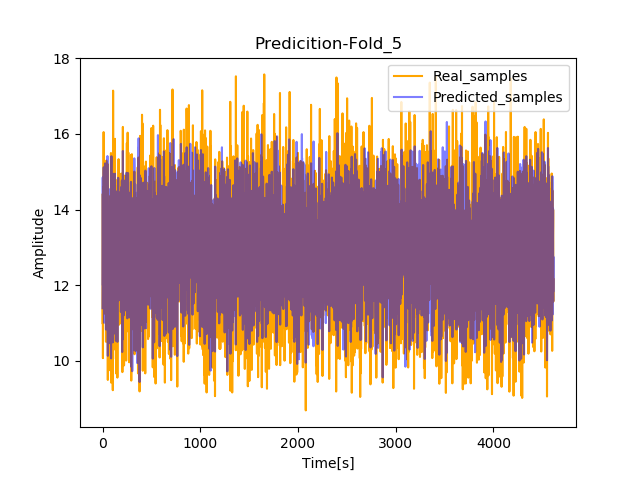 Predicition-Fold_5
Real_samples
Predicted_samples
18
16
14
12
10
Amplitude
0
1000
2000
3000
4000
Time[s]